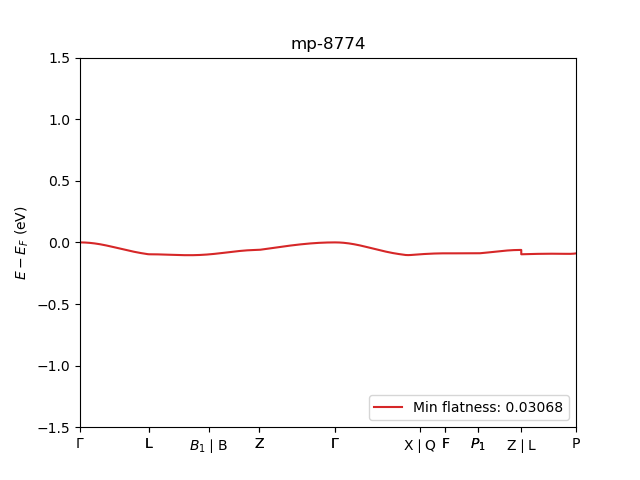 mp-8774
E − E_F (eV)
1.5
1.0
0.5
0.0
−0.5
−1.0
−1.5
Min flatness: 0.03068
Γ L B₁ | B Z Γ X | Q F P₁ Z | L P